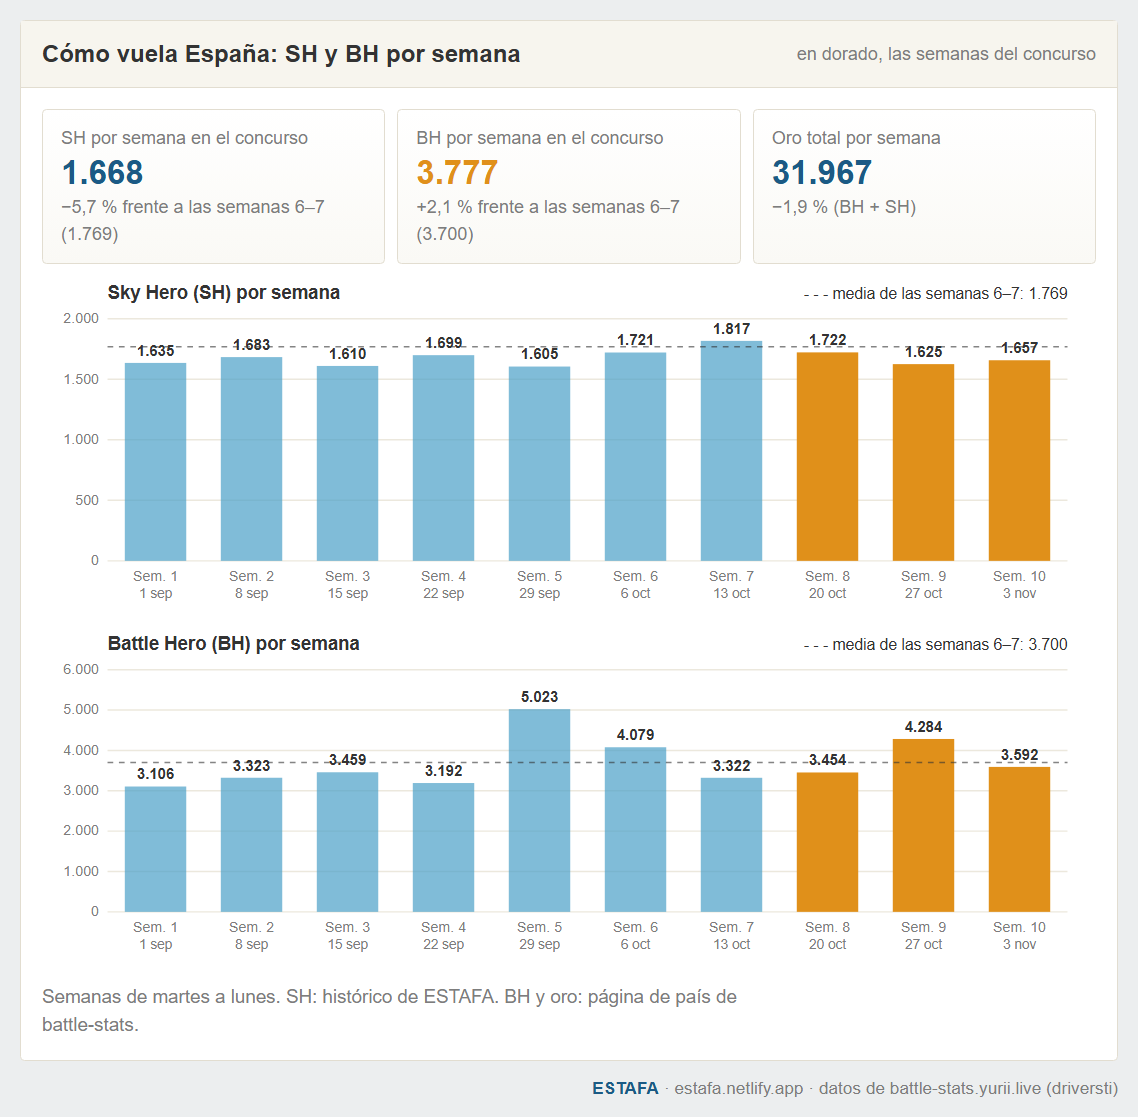 Cómo vuela España: SH y BH por semana
en dorado, las semanas del concurso
SH por semana en el concurso
1.668
−5,7 % frente a las semanas 6–7
(1.769)
BH por semana en el concurso
3.777
+2,1 % frente a las semanas 6–7
(3.700)
Oro total por semana
31.967
−1,9 % (BH + SH)
Sky Hero (SH) por semana
- - - media de las semanas 6–7: 1.769
2.000
1.500
1.000
500
0
1.635
1.683
1.610
1.699
1.605
1.721
1.817
1.722
1.625
1.657
Sem. 1
1 sep
Sem. 2
8 sep
Sem. 3
15 sep
Sem. 4
22 sep
Sem. 5
29 sep
Sem. 6
6 oct
Sem. 7
13 oct
Sem. 8
20 oct
Sem. 9
27 oct
Sem. 10
3 nov
Battle Hero (BH) por semana
- - - media de las semanas 6–7: 3.700
6.000
5.000
4.000
3.000
2.000
1.000
0
3.106
3.323
3.459
3.192
5.023
4.079
3.322
3.454
4.284
3.592
Sem. 1
1 sep
Sem. 2
8 sep
Sem. 3
15 sep
Sem. 4
22 sep
Sem. 5
29 sep
Sem. 6
6 oct
Sem. 7
13 oct
Sem. 8
20 oct
Sem. 9
27 oct
Sem. 10
3 nov
Semanas de martes a lunes. SH: histórico de ESTAFA. BH y oro: página de país de
battle-stats.
ESTAFA · estafa.netlify.app · datos de battle-stats.yurii.live (driversti)